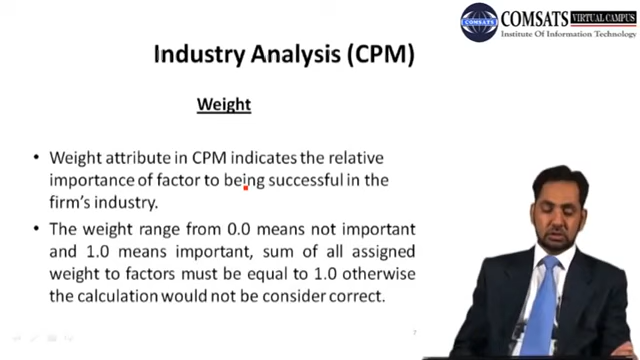 COMSATS VIRTUAL CAMPUS
Institute Of Information Technology
Industry Analysis (CPM)
Weight
• Weight attribute in CPM indicates the relative
importance of factor to being successful in the
firm's industry.
• The weight range from 0.0 means not important
and 1.0 means important, sum of all assigned
weight to factors must be equal to 1.0 otherwise
the calculation would not be consider correct.
7